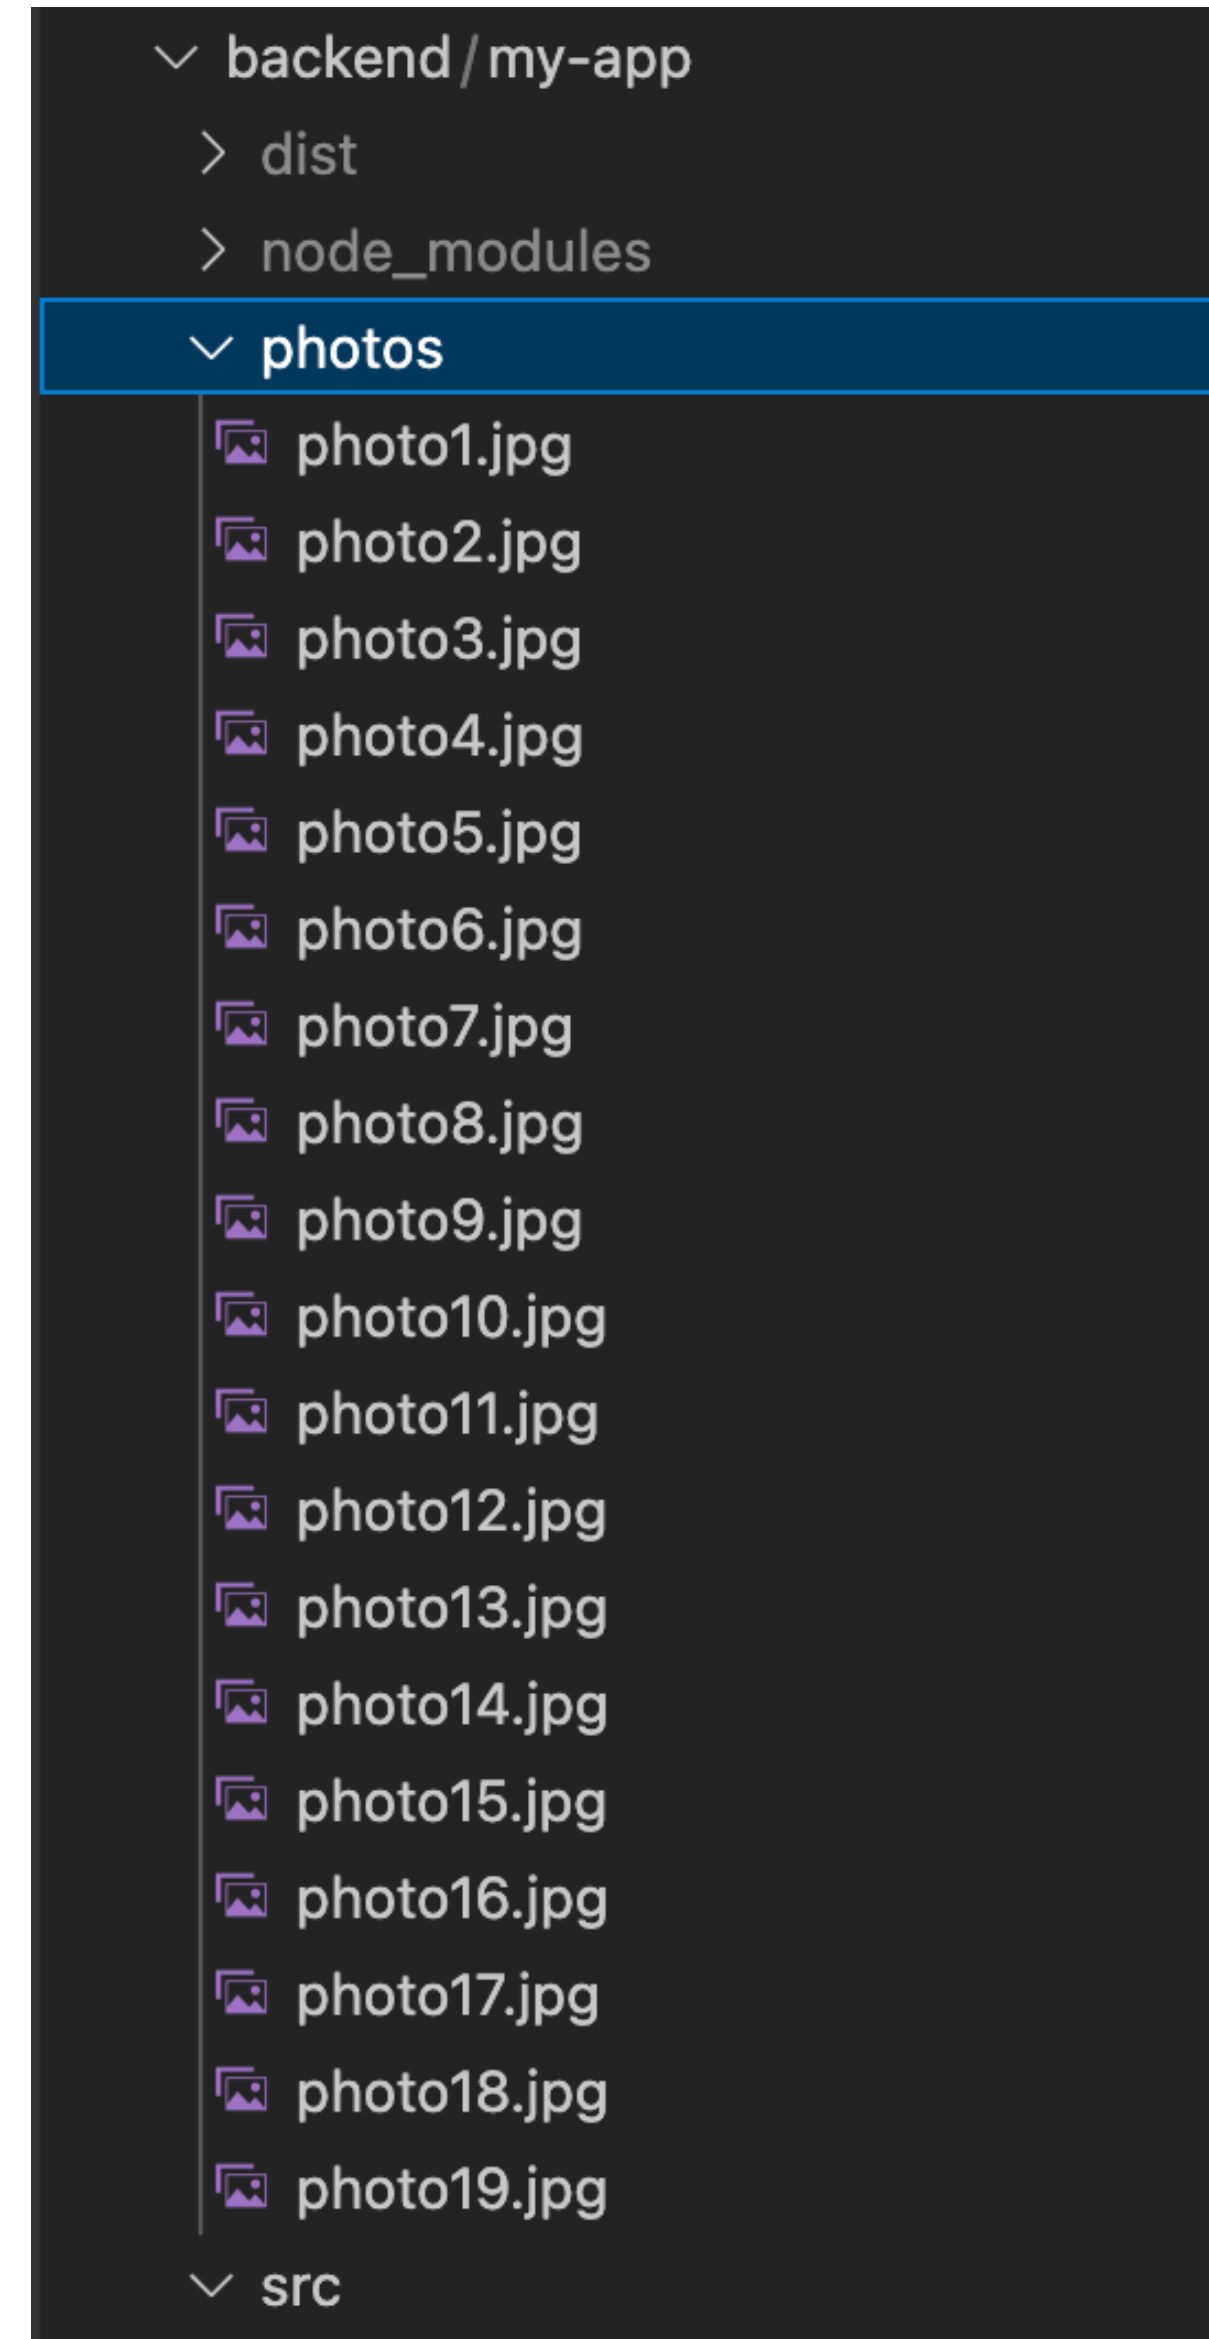 backend/my-app
dist
node_modules
photos
photo1.jpg
photo2.jpg
photo3.jpg
photo4.jpg
photo5.jpg
photo6.jpg
photo7.jpg
photo8.jpg
photo9.jpg
photo10.jpg
photo11.jpg
photo12.jpg
photo13.jpg
photo14.jpg
photo15.jpg
photo16.jpg
photo17.jpg
photo18.jpg
photo19.jpg
src